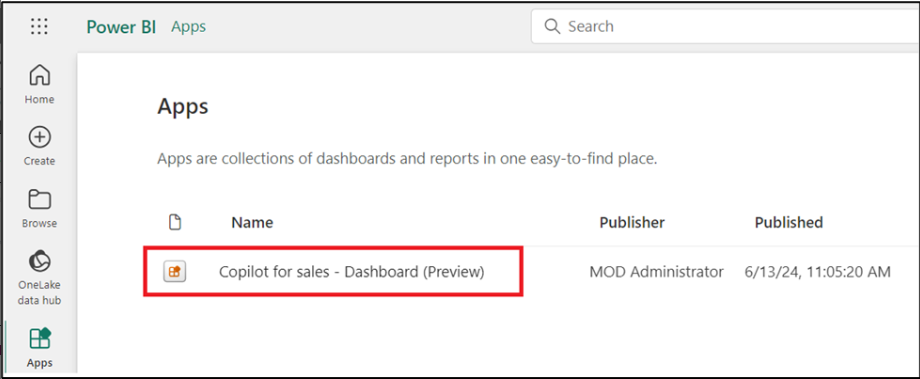 Power BI Apps
Search
Home
Create
Browse
OneLake
data hub
Apps
Apps
Apps are collections of dashboards and reports in one easy-to-find place.
Name Publisher Published
Copilot for sales - Dashboard (Preview) MOD Administrator 6/13/24, 11:05:20 AM